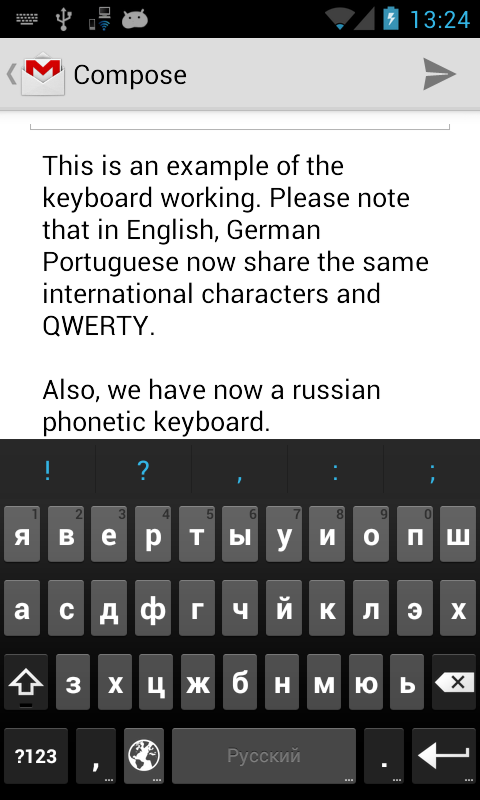 13:24
Compose
This is an example of the
keyboard working. Please note
that in English, German
Portuguese now share the same
international characters and
QWERTY.
Also, we have now a russian
phonetic keyboard.
! ? , : ;
1 2 3 4 5 6 7 8 9 0
я в е р т ы у и о п ш
а с д ф г ч й к л э х
з х ц ж б н м ю ь
?123 , Русский .